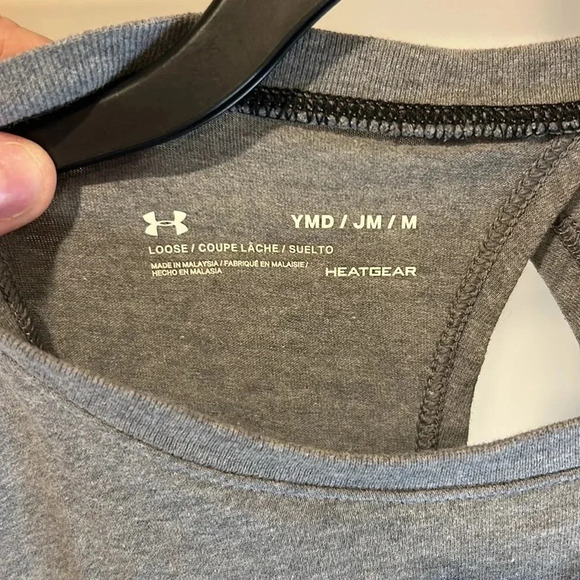 YMD / JM / M
LOOSE / COUPE LÂCHE / SUELTO
MADE IN MALAYSIA / FABRIQUÉ EN MALAISIE /
HECHO EN MALASIA
HEATGEAR